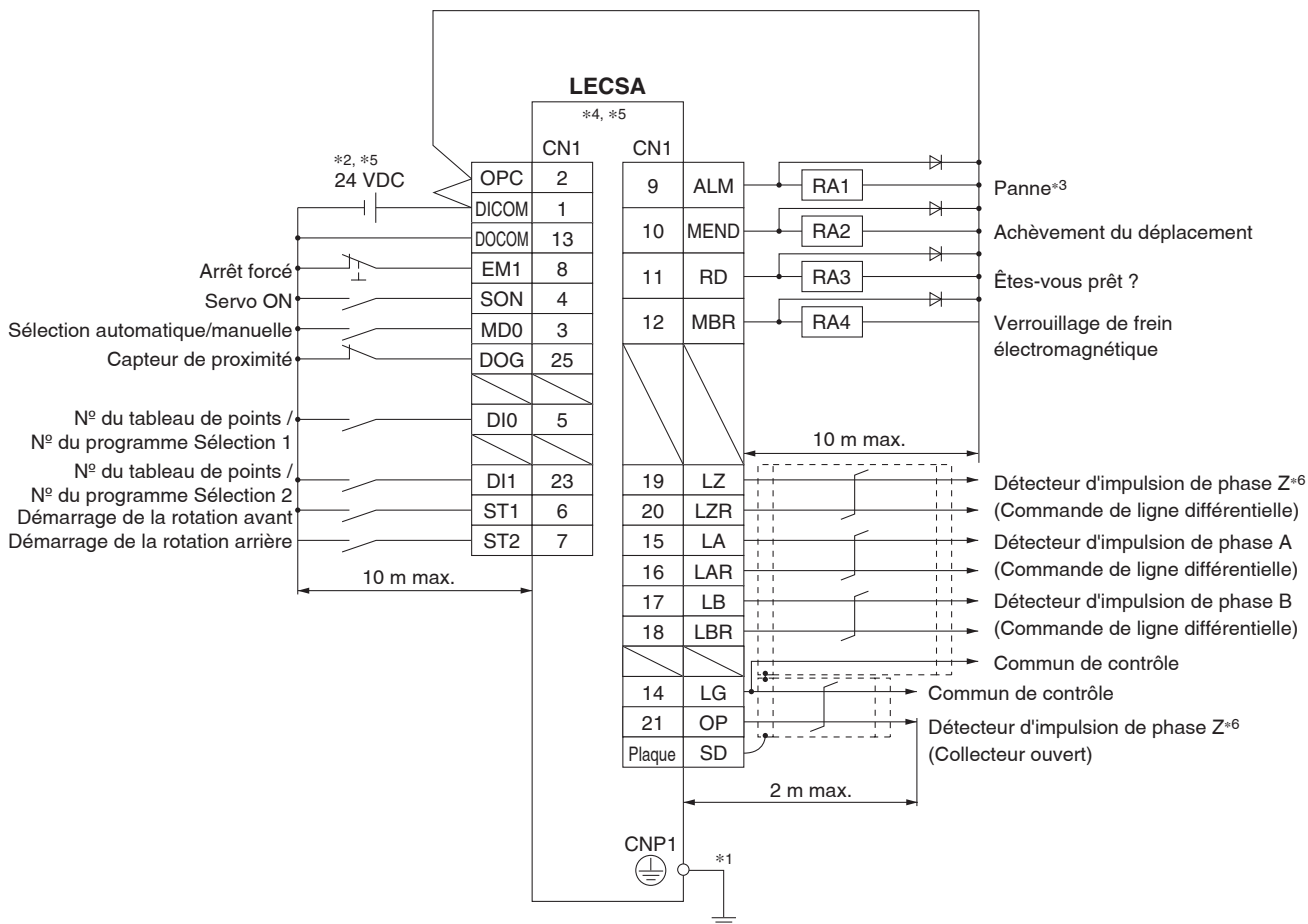 LECSA
*4, *5
CN1
CN1
*2, *5
24 VDC
OPC 2
DICOM 1
DOCOM 13
Arrêt forcé EM1 8
Servo ON SON 4
Sélection automatique/manuelle MD0 3
Capteur de proximité DOG 25
Nº du tableau de points /
Nº du programme Sélection 1
DI0 5
Nº du tableau de points /
Nº du programme Sélection 2
DI1 23
Démarrage de la rotation avant ST1 6
Démarrage de la rotation arrière ST2 7
10 m max.
9 ALM RA1 Panne*3
10 MEND RA2 Achèvement du déplacement
11 RD RA3 Êtes-vous prêt ?
12 MBR RA4 Verrouillage de frein
électromagnétique
10 m max.
19 LZ Détecteur d'impulsion de phase Z*6
20 LZR (Commande de ligne différentielle)
15 LA Détecteur d'impulsion de phase A
16 LAR (Commande de ligne différentielle)
17 LB Détecteur d'impulsion de phase B
18 LBR (Commande de ligne différentielle)
Commun de contrôle
14 LG Commun de contrôle
21 OP Détecteur d'impulsion de phase Z*6
Plaque SD (Collecteur ouvert)
2 m max.
CNP1
*1